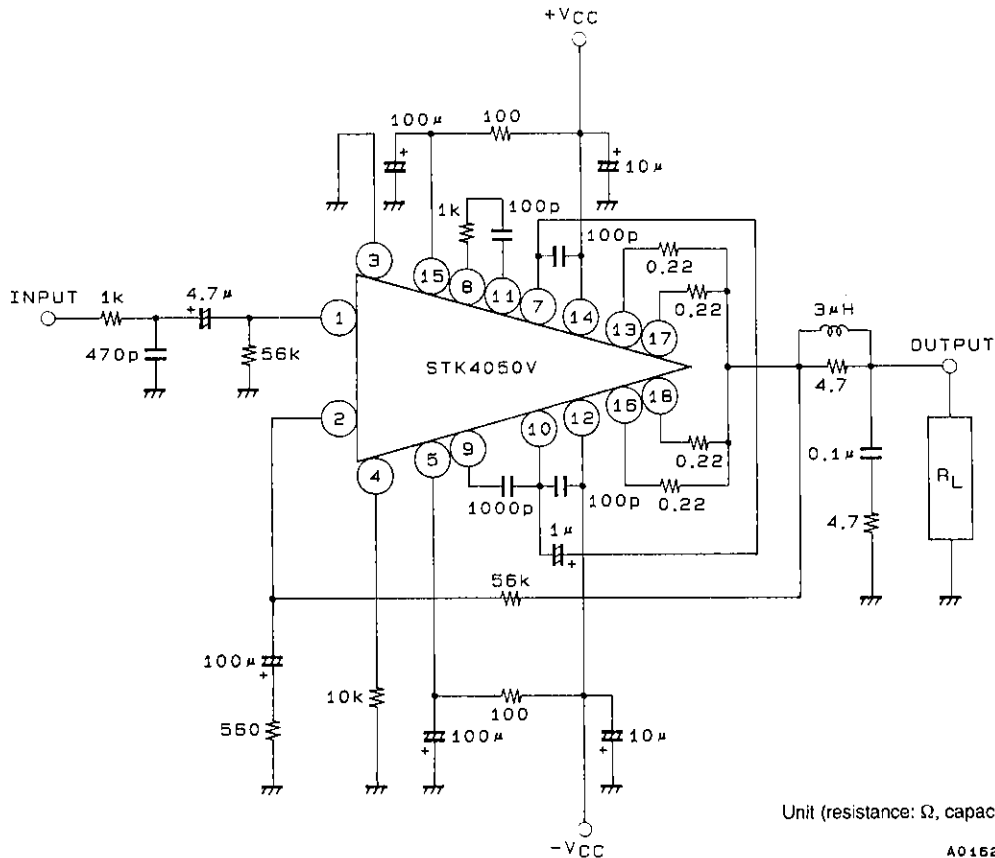 +VCC
100μ
100
+
+
10μ
1k
100p
100p
0.22
0.22
3
15
8
11
7
14
13
17
3μH
INPUT
1k
4.7μ
+
1
470p
56k
STK4050V
OUTPUT
4.7
2
4
5
9
10
12
16
18
0.22
0.22
1000p
100p
1μ
+
0.1μ
4.7
RL
56k
100μ
+
560
10k
100
100μ
+
10μ
+
-VCC
Unit (resistance: Ω, capac
A0152